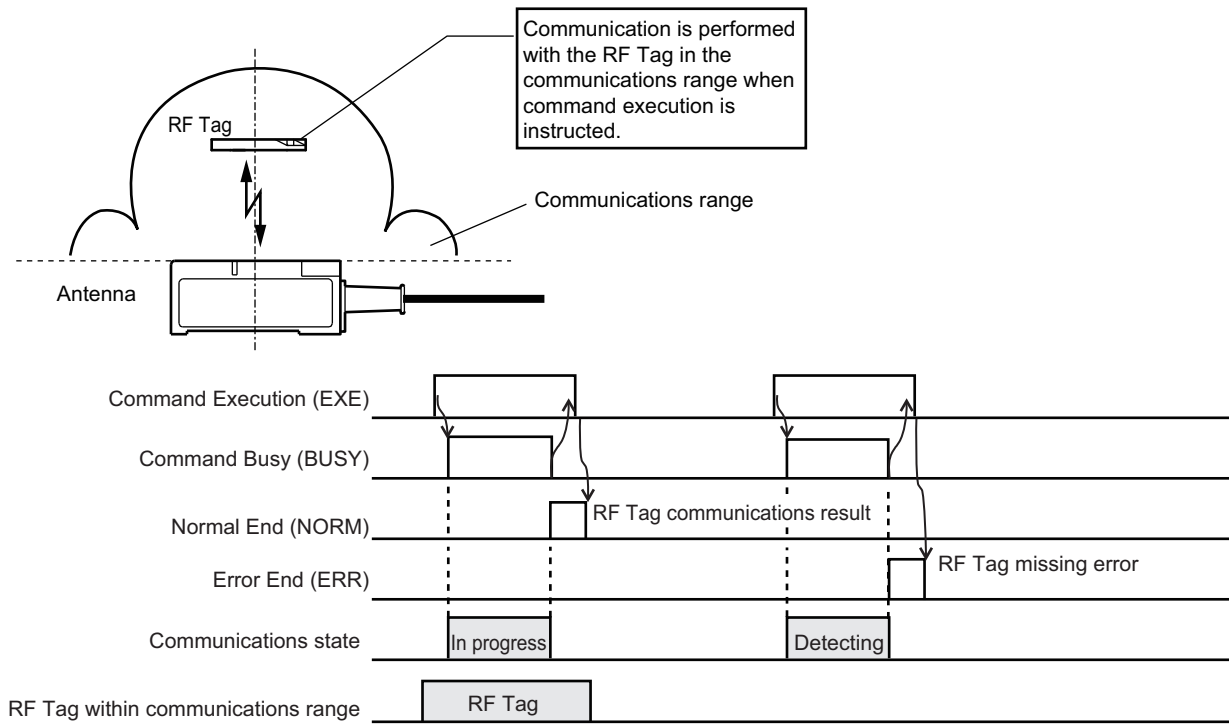 Communication is performed
with the RF Tag in the
communications range when
command execution is
instructed.
RF Tag
Communications range
Antenna
Command Execution (EXE)
Command Busy (BUSY)
Normal End (NORM)
RF Tag communications result
Error End (ERR)
RF Tag missing error
Communications state
In progress
Detecting
RF Tag within communications range
RF Tag